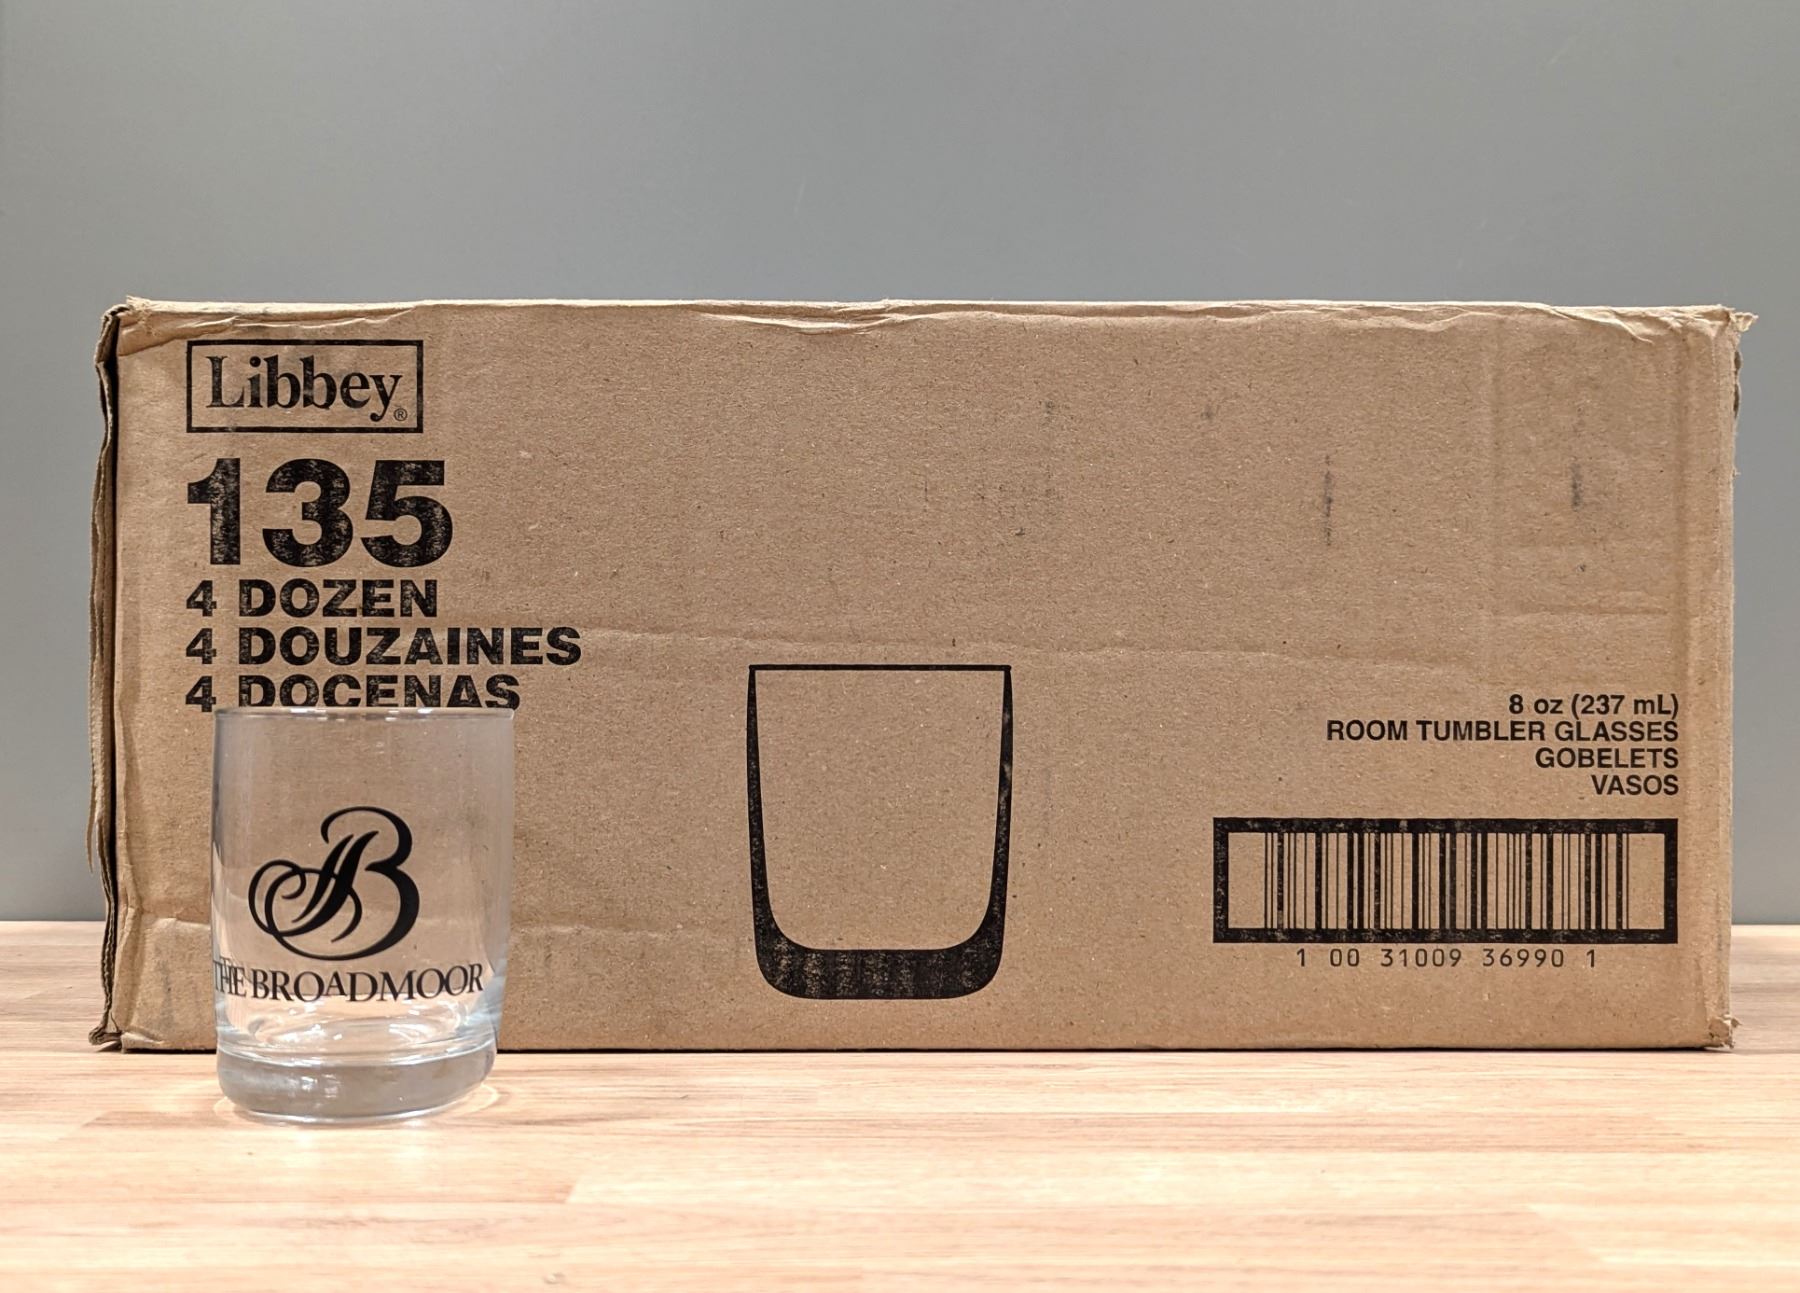 Libbey®
135
4 DOZEN
4 DOUZAINES
4 DOCENAS
8 oz (237 mL)
ROOM TUMBLER GLASSES
GOBELETS
VASOS
1 00 31009 36990 1
B
THE BROADMOOR